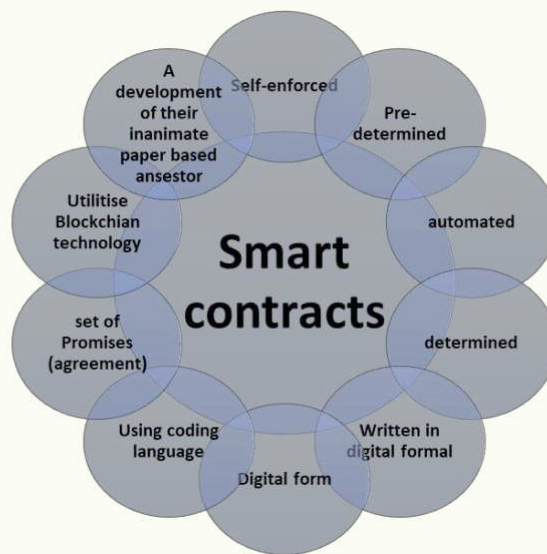 Smart
contracts
Self-enforced
Pre-
determined
automated
determined
Written in
digital formal
Digital form
Using coding
language
set of
Promises
(agreement)
Utilitise
Blockchian
technology
A
development
of their
inanimate
paper based
ansestor